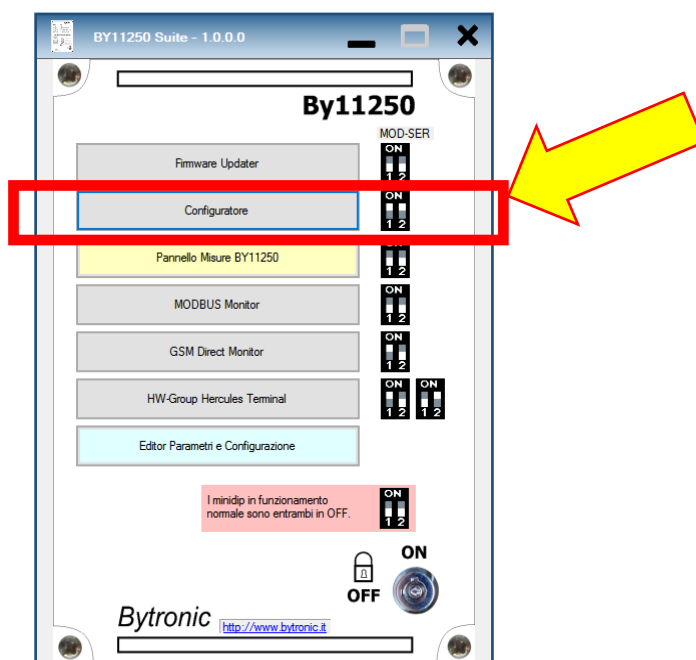 BY11250 Suite - 1.0.0.0
By11250
MOD-SER
Firmware Updater
ON
1 2
Configuratore
ON
1 2
Pannello Misure BY11250
1 2
MODBUS Monitor
ON
1 2
GSM Direct Monitor
ON
1 2
HW-Group Hercules Terminal
ON ON
1 2 1 2
Editor Parametri e Configurazione
I minidip in funzionamento
normale sono entrambi in OFF.
ON
1 2
ON
OFF
Bytronic http://www.bytronic.it